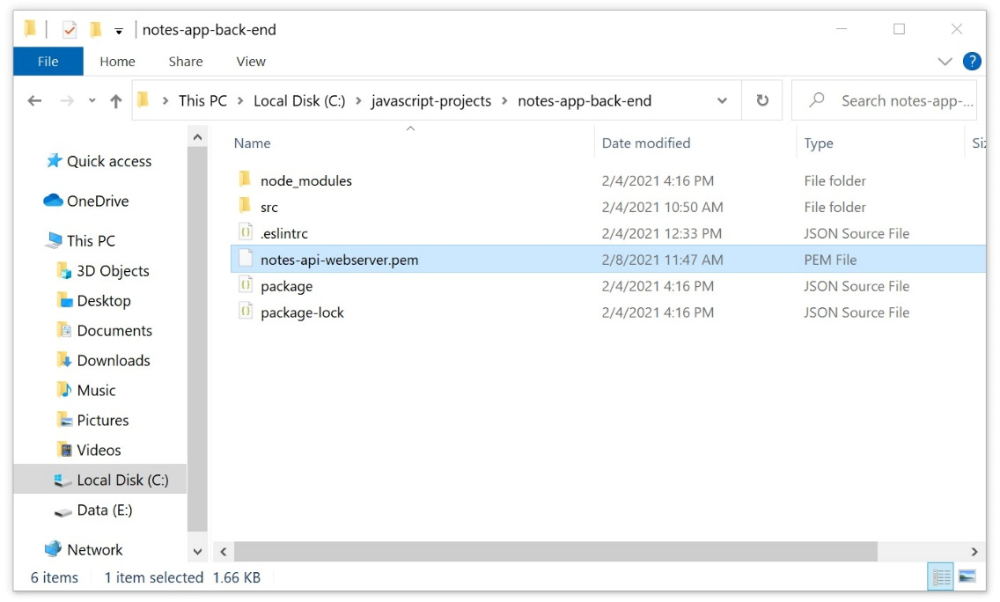 notes-app-back-end
File Home Share View ?
This PC Local Disk (C:) javascript-projects notes-app-back-end Search notes-app-...
Name Date modified Type Siz
Quick access
OneDrive
This PC
3D Objects
Desktop
Documents
Downloads
Music
Pictures
Videos
Local Disk (C:)
Data (E:)
Network
node_modules 2/4/2021 4:16 PM File folder
src 2/4/2021 10:50 AM File folder
.eslintrc 2/4/2021 12:33 PM JSON Source File
notes-api-webserver.pem 2/8/2021 11:47 AM PEM File
package 2/4/2021 4:16 PM JSON Source File
package-lock 2/4/2021 4:16 PM JSON Source File
6 items 1 item selected 1.66 KB